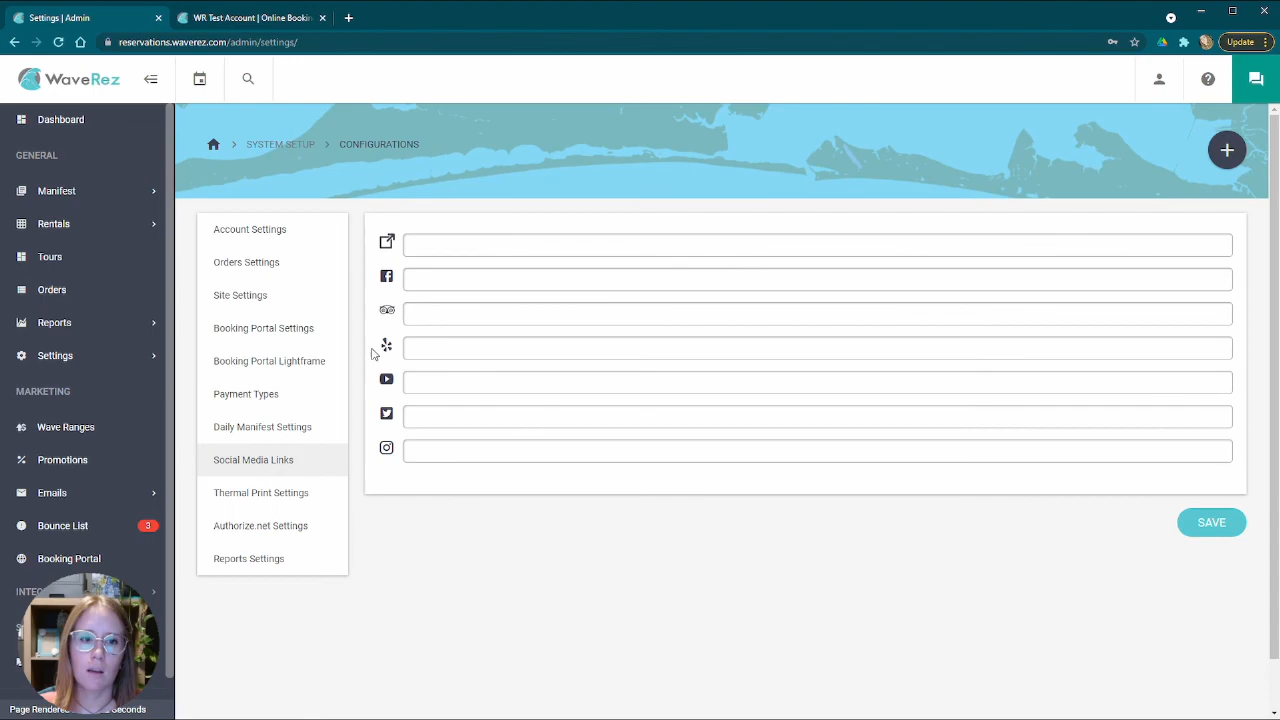 Settings | Admin
WR Test Account | Online Bookin
reservations.waverez.com/admin/settings/
Update
WaveRez
Dashboard
GENERAL
Manifest
Rentals
Tours
Orders
Reports
Settings
MARKETING
Wave Ranges
Promotions
Emails
Bounce List 3
Booking Portal
SYSTEM SETUP > CONFIGURATIONS
Account Settings
Orders Settings
Site Settings
Booking Portal Settings
Booking Portal Lightframe
Payment Types
Daily Manifest Settings
Social Media Links
Thermal Print Settings
Authorize.net Settings
Reports Settings
SAVE
Page Rendered
Seconds